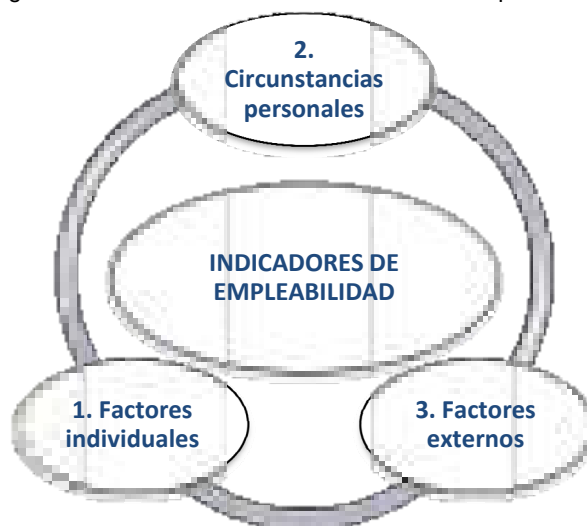 2.
Circunstancias
personales
INDICADORES DE
EMPLEABILIDAD
1. Factores
individuales
3. Factores
externos